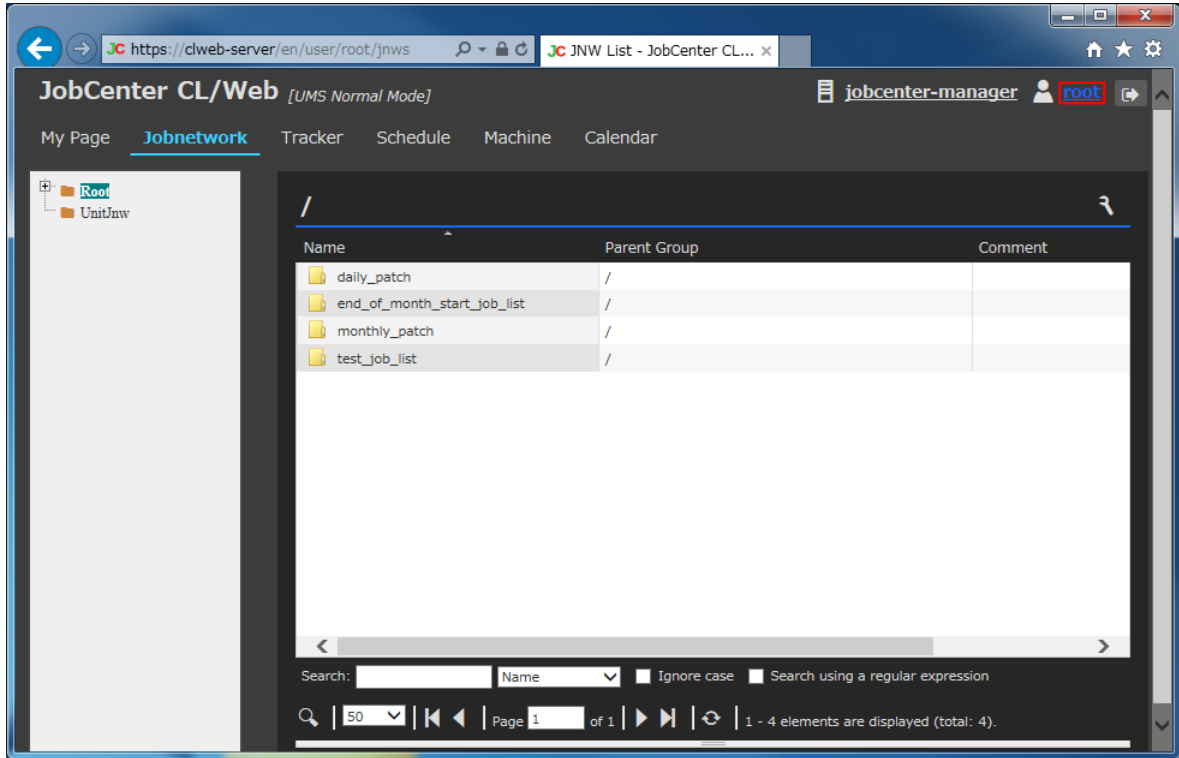 JC https://clweb-server/en/user/root/jnws
JC JNW List - JobCenter CL...
JobCenter CL/Web [UMS Normal Mode]
jobcenter-manager root
My Page Jobnetwork Tracker Schedule Machine Calendar
Root
UnitJnw
/
Name Parent Group Comment
daily_patch /
end_of_month_start_job_list /
monthly_patch /
test_job_list /
Search: Name Ignore case Search using a regular expression
50 Page 1 of 1 1 - 4 elements are displayed (total: 4).